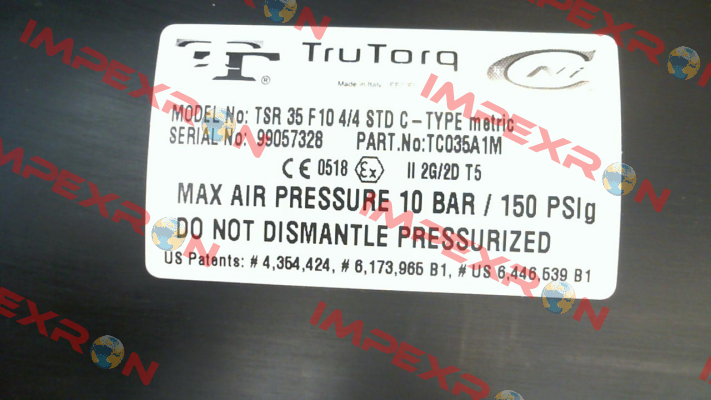 TruTorq
Made in Italy
MODEL No: TSR 35 F10 4/4 STD C-TYPE metric
SERIAL No: 99057328 PART.No:TC035A1M
CE 0518 Ex II 2G/2D T5
MAX AIR PRESSURE 10 BAR / 150 PSIg
DO NOT DISMANTLE PRESSURIZED
US Patents: # 4,354,424, # 6,173,965 B1, # US 6,446,539 B1
IMPEXRON
IMPEXRON
IMPEXRON
IMPEXRON
IMPEXRON